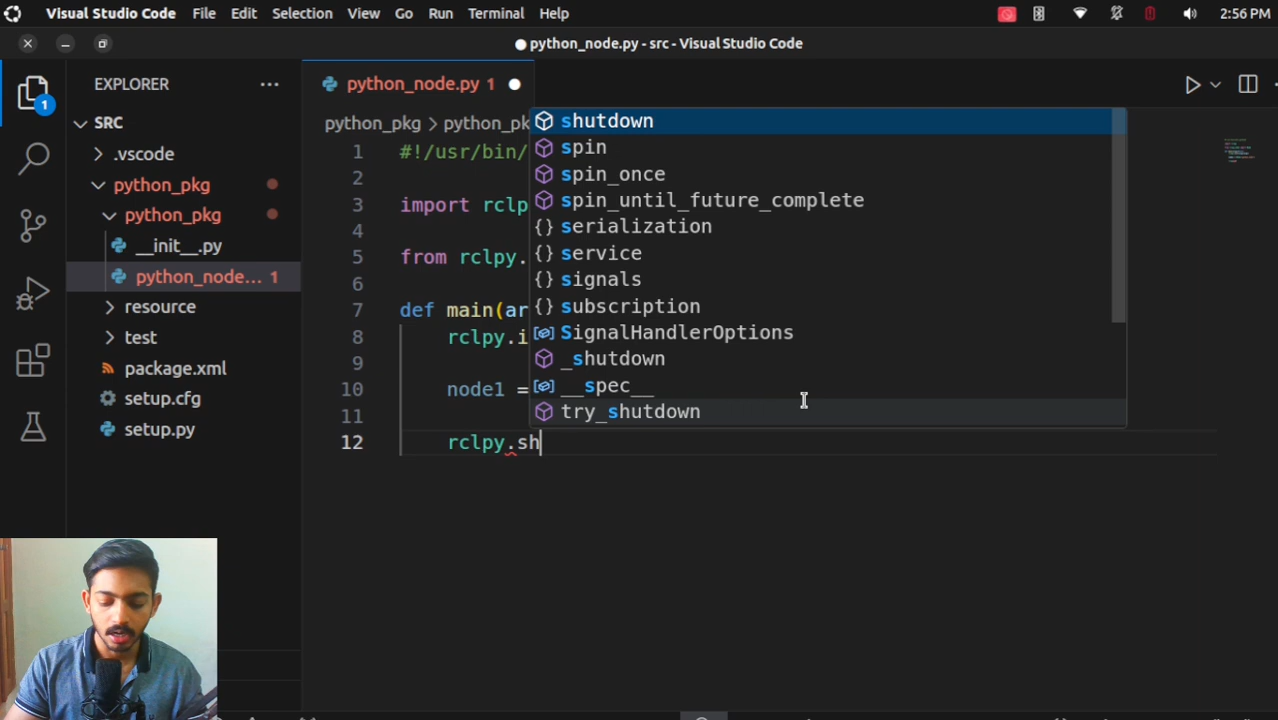 Visual Studio Code File Edit Selection View Go Run Terminal Help 2:56 PM
python_node.py - src - Visual Studio Code
EXPLORER
SRC
.vscode
python_pkg
python_pkg
__init__.py
python_node... 1
resource
test
package.xml
setup.cfg
setup.py
1
python_node.py 1
python_pkg > python_pk
1 #!/usr/bin/
2
3 import rclp
4
5 from rclpy.
6
7 def main(ar
8 rclpy.i
9
10 node1 =
11
12 rclpy.sh
shutdown
spin
spin_once
spin_until_future_complete
serialization
service
signals
subscription
SignalHandlerOptions
_shutdown
__spec__
try_shutdown